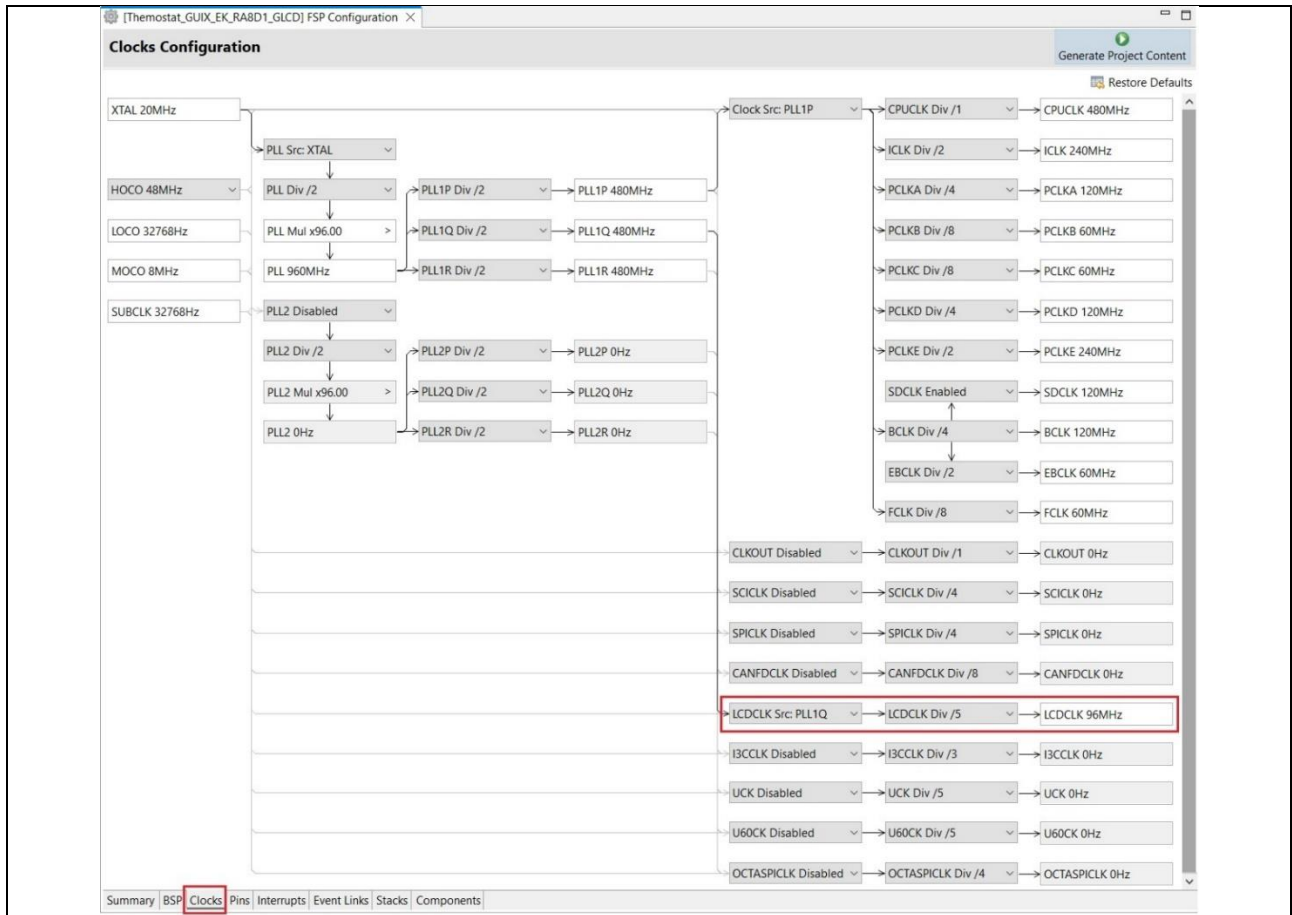 [Themostat_GUIX_EK_RA8D1_GLCD] FSP Configuration
Clocks Configuration
Generate Project Content
Restore Defaults
XTAL 20MHz
Clock Src: PLL1P
CPUCLK Div /1
CPUCLK 480MHz
PLL Src: XTAL
ICLK Div /2
ICLK 240MHz
HOCO 48MHz
PLL Div /2
PLL1P Div /2
PLL1P 480MHz
PCLKA Div /4
PCLKA 120MHz
LOCO 32768Hz
PLL Mul x96.00 >
PLL1Q Div /2
PLL1Q 480MHz
PCLKB Div /8
PCLKB 60MHz
MOCO 8MHz
PLL 960MHz
PLL1R Div /2
PLL1R 480MHz
PCLKC Div /8
PCLKC 60MHz
SUBCLK 32768Hz
PLL2 Disabled
PCLKD Div /4
PCLKD 120MHz
PLL2 Div /2
PLL2P Div /2
PLL2P 0Hz
PCLKE Div /2
PCLKE 240MHz
PLL2 Mul x96.00 >
PLL2Q Div /2
PLL2Q 0Hz
SDCLK Enabled
SDCLK 120MHz
PLL2 0Hz
PLL2R Div /2
PLL2R 0Hz
BCLK Div /4
BCLK 120MHz
EBCLK Div /2
EBCLK 60MHz
FCLK Div /8
FCLK 60MHz
CLKOUT Disabled
CLKOUT Div /1
CLKOUT 0Hz
SCICLK Disabled
SCICLK Div /4
SCICLK 0Hz
SPICLK Disabled
SPICLK Div /4
SPICLK 0Hz
CANFDCLK Disabled
CANFDCLK Div /8
CANFDCLK 0Hz
LCDCLK Src: PLL1Q
LCDCLK Div /5
LCDCLK 96MHz
I3CCLK Disabled
I3CCLK Div /3
I3CCLK 0Hz
UCK Disabled
UCK Div /5
UCK 0Hz
U60CK Disabled
U60CK Div /5
U60CK 0Hz
OCTASPICLK Disabled
OCTASPICLK Div /4
OCTASPICLK 0Hz
Summary BSP Clocks Pins Interrupts Event Links Stacks Components